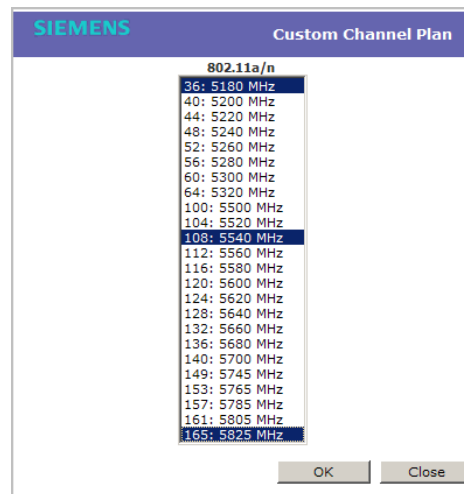 SIEMENS
Custom Channel Plan
802.11a/n
36: 5180 MHz
40: 5200 MHz
44: 5220 MHz
48: 5240 MHz
52: 5260 MHz
56: 5280 MHz
60: 5300 MHz
64: 5320 MHz
100: 5500 MHz
104: 5520 MHz
108: 5540 MHz
112: 5560 MHz
116: 5580 MHz
120: 5600 MHz
124: 5620 MHz
128: 5640 MHz
132: 5660 MHz
136: 5680 MHz
140: 5700 MHz
149: 5745 MHz
153: 5765 MHz
157: 5785 MHz
161: 5805 MHz
165: 5825 MHz
OK Close